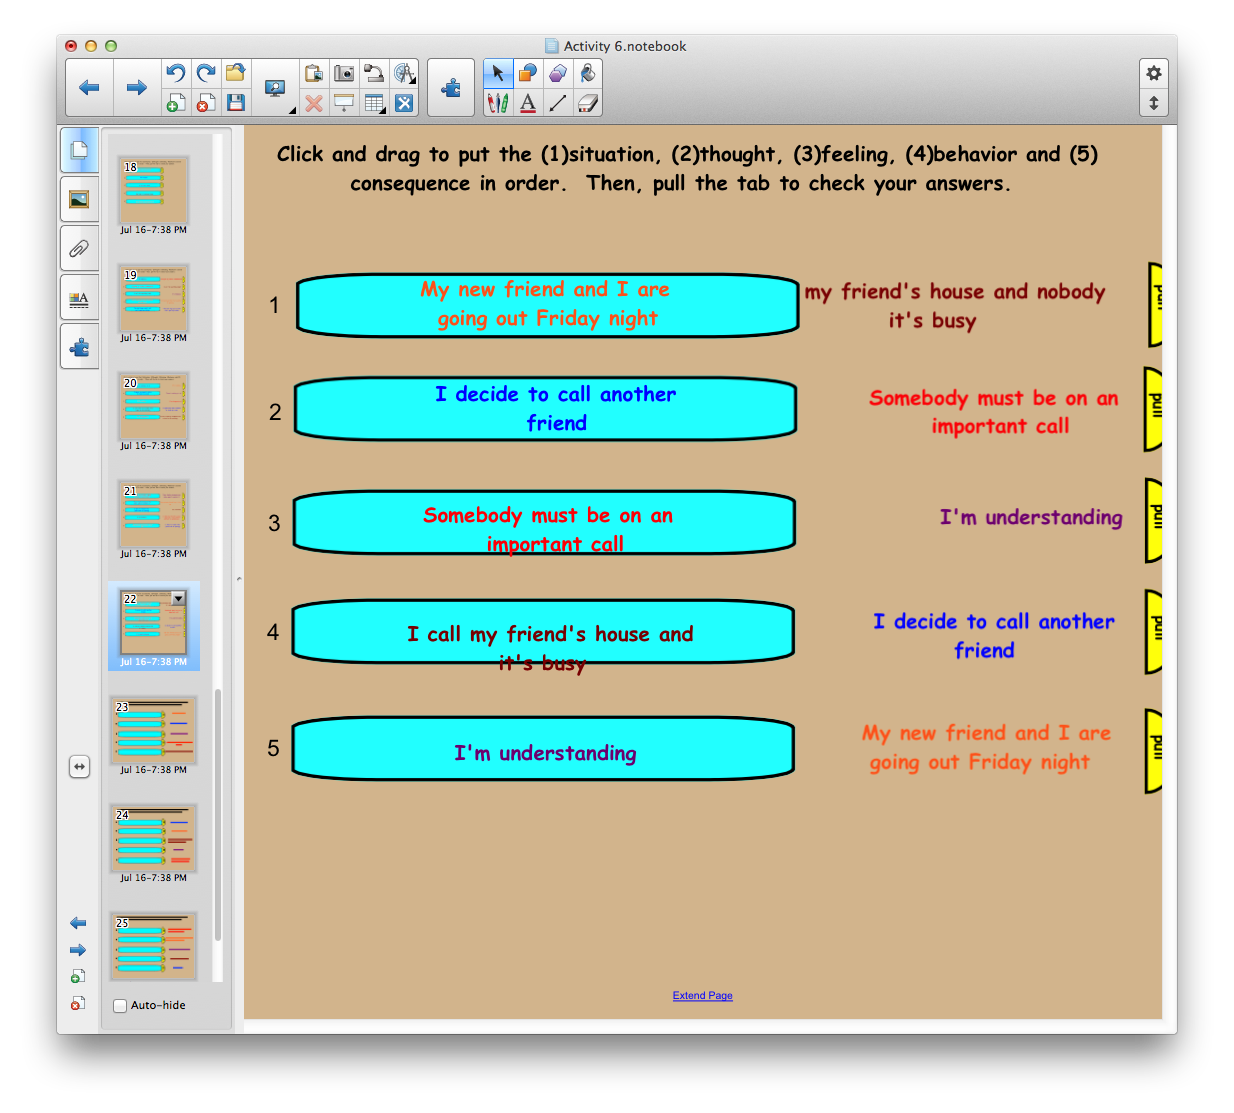 Activity 6.notebook
Click and drag to put the (1)situation, (2)thought, (3)feeling, (4)behavior and (5)
consequence in order. Then, pull the tab to check your answers.
1
My new friend and I are
going out Friday night
my friend's house and nobody
it's busy
pull
2
I decide to call another
friend
Somebody must be on an
important call
pull
3
Somebody must be on an
important call
I'm understanding
pull
4
I call my friend's house and
it's busy
I decide to call another
friend
pull
5
I'm understanding
My new friend and I are
going out Friday night
pull
Extend Page
18
Jul 16-7:38 PM
19
Jul 16-7:38 PM
20
Jul 16-7:38 PM
21
Jul 16-7:38 PM
22
Jul 16-7:38 PM
23
Jul 16-7:38 PM
24
Jul 16-7:38 PM
25
Auto-hide